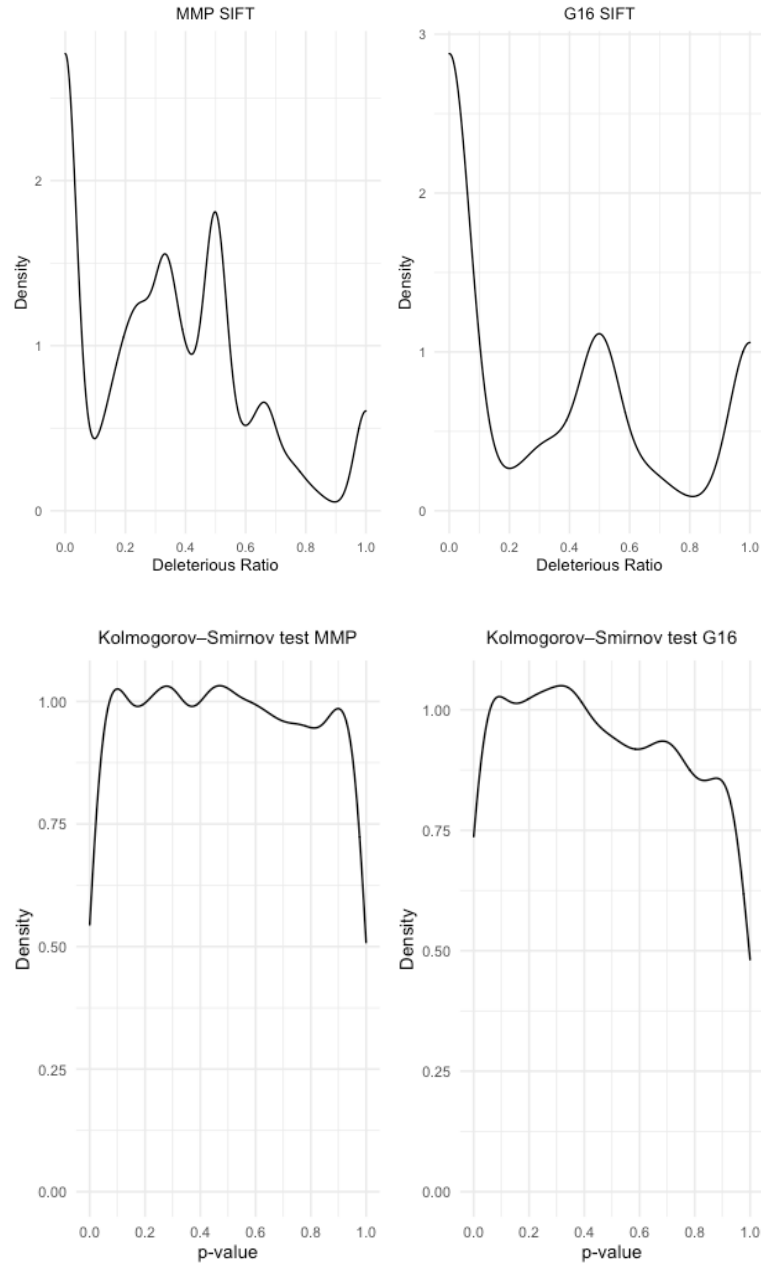 MMP SIFT
Density
2
1
0
0.0 0.2 0.4 0.6 0.8 1.0
Deleterious Ratio
G16 SIFT
Density
3
2
1
0
0.0 0.2 0.4 0.6 0.8 1.0
Deleterious Ratio
Kolmogorov–Smirnov test MMP
Density
1.00
0.75
0.50
0.25
0.00
0.0 0.2 0.4 0.6 0.8 1.0
p-value
Kolmogorov–Smirnov test G16
Density
1.00
0.75
0.50
0.25
0.00
0.0 0.2 0.4 0.6 0.8 1.0
p-value